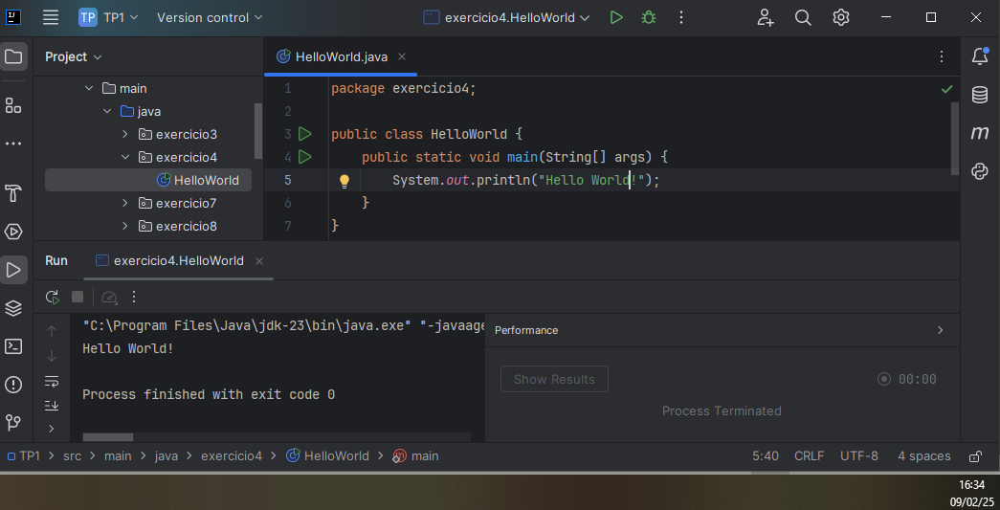 TP TP1 Version control exercicio4.HelloWorld
Project
HelloWorld.java
main
java
exercicio3
exercicio4
HelloWorld
exercicio7
exercicio8
1 package exercicio4;
2
3 public class HelloWorld {
4 public static void main(String[] args) {
5 System.out.println("Hello World!");
6 }
7 }
Run exercicio4.HelloWorld
"C:\Program Files\Java\jdk-23\bin\java.exe" "-javaage
Hello World!
Process finished with exit code 0
Performance
Show Results 00:00
Process Terminated
TP1 > src > main > java > exercicio4 > HelloWorld > main 5:40 CRLF UTF-8 4 spaces
16:34
09/02/25